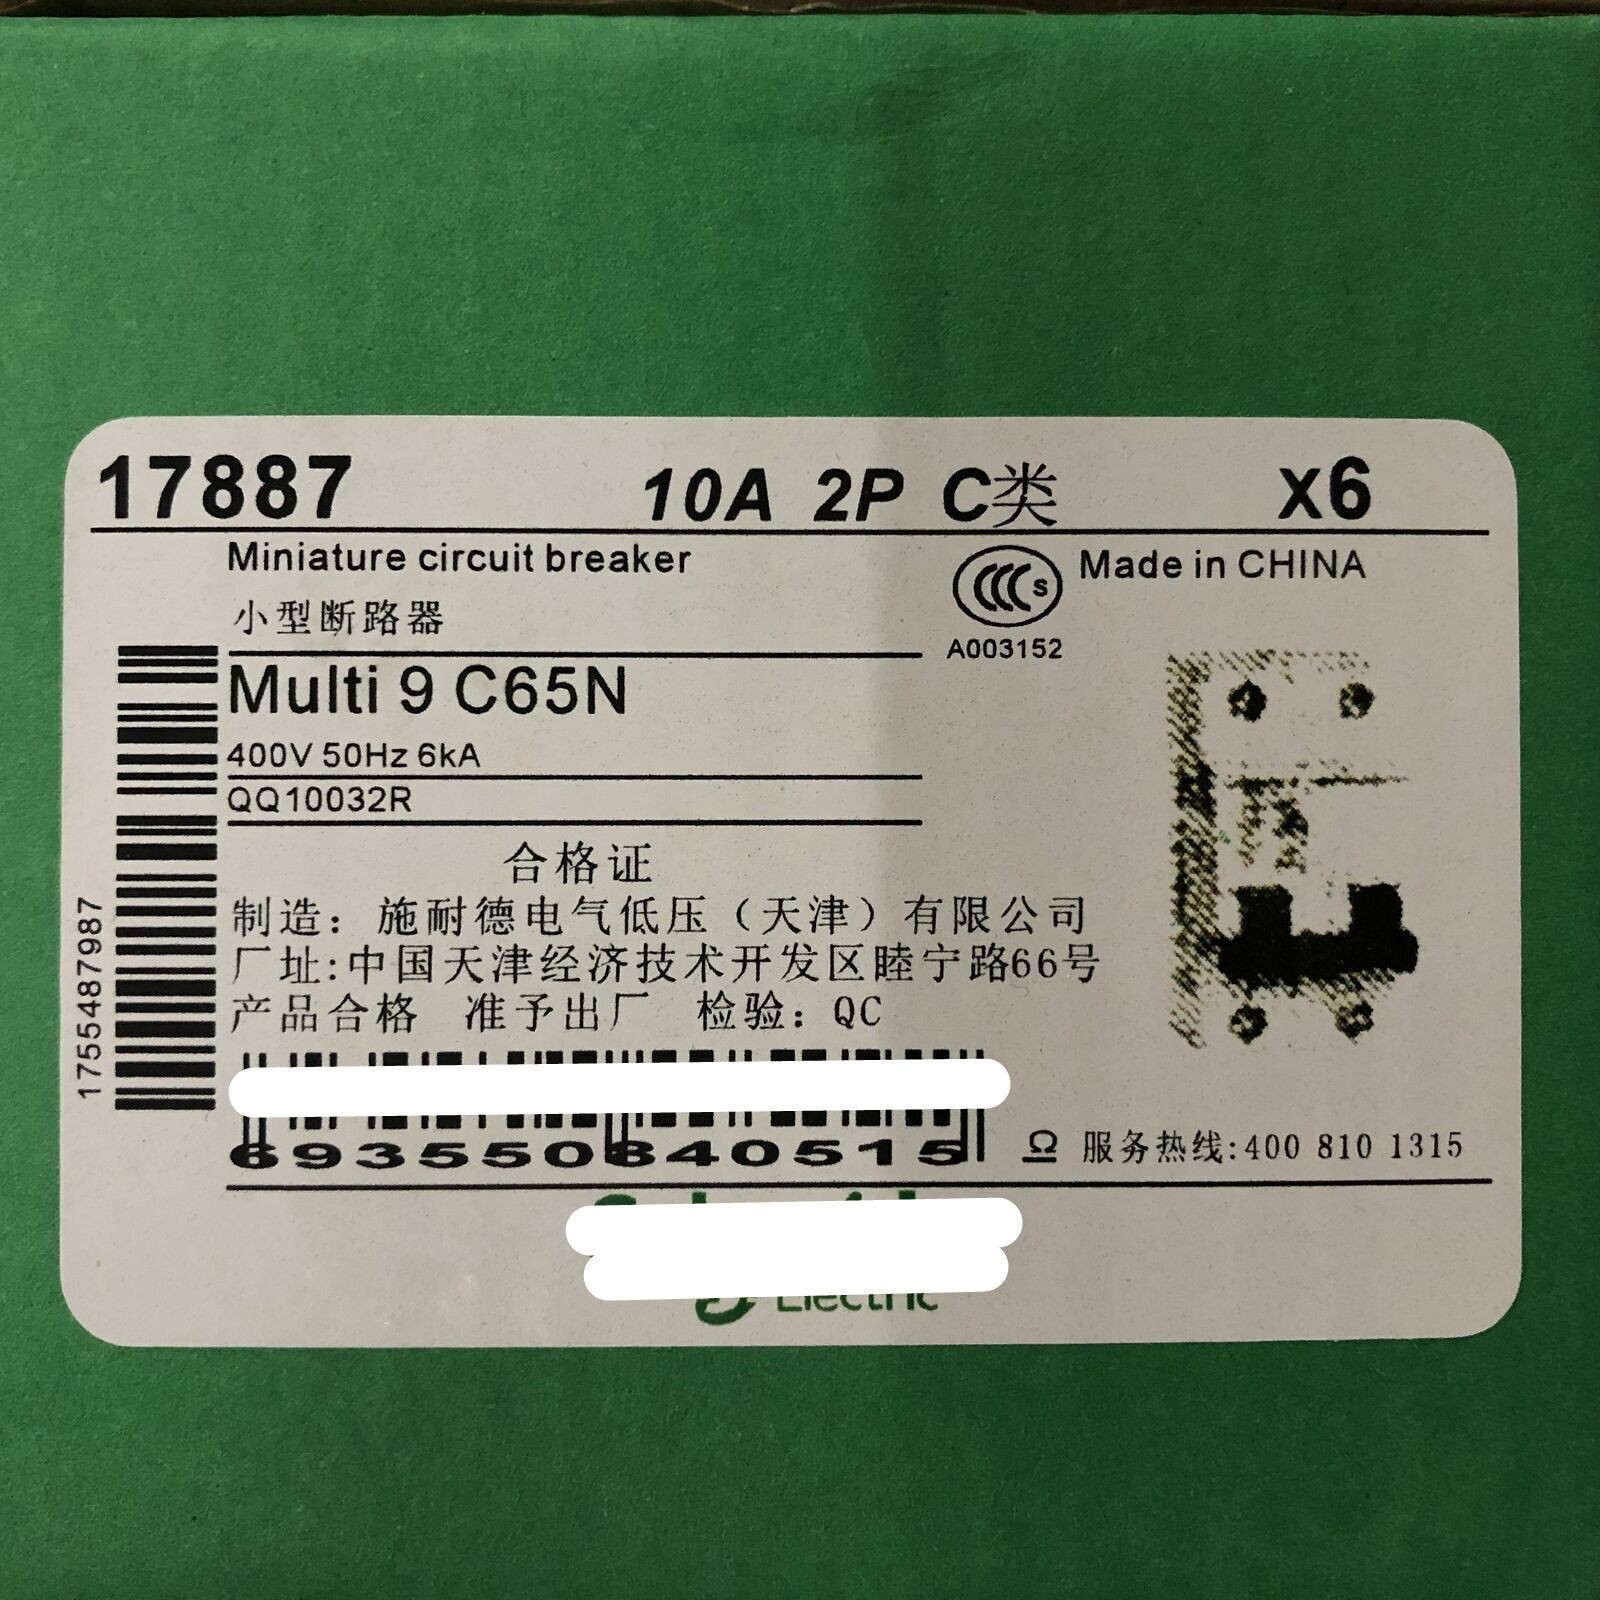 17887 10A 2P C类 x6
Miniature circuit breaker
Made in CHINA
小型断路器
A003152
Multi 9 C65N
400V 50Hz 6kA
QQ10032R
合格证
制造：施耐德电气低压（天津）有限公司
厂址:中国天津经济技术开发区睦宁路66号
产品合格 准予出厂 检验：QC
1755487987
6935508405 15
服务热线:400 810 1315
Electric